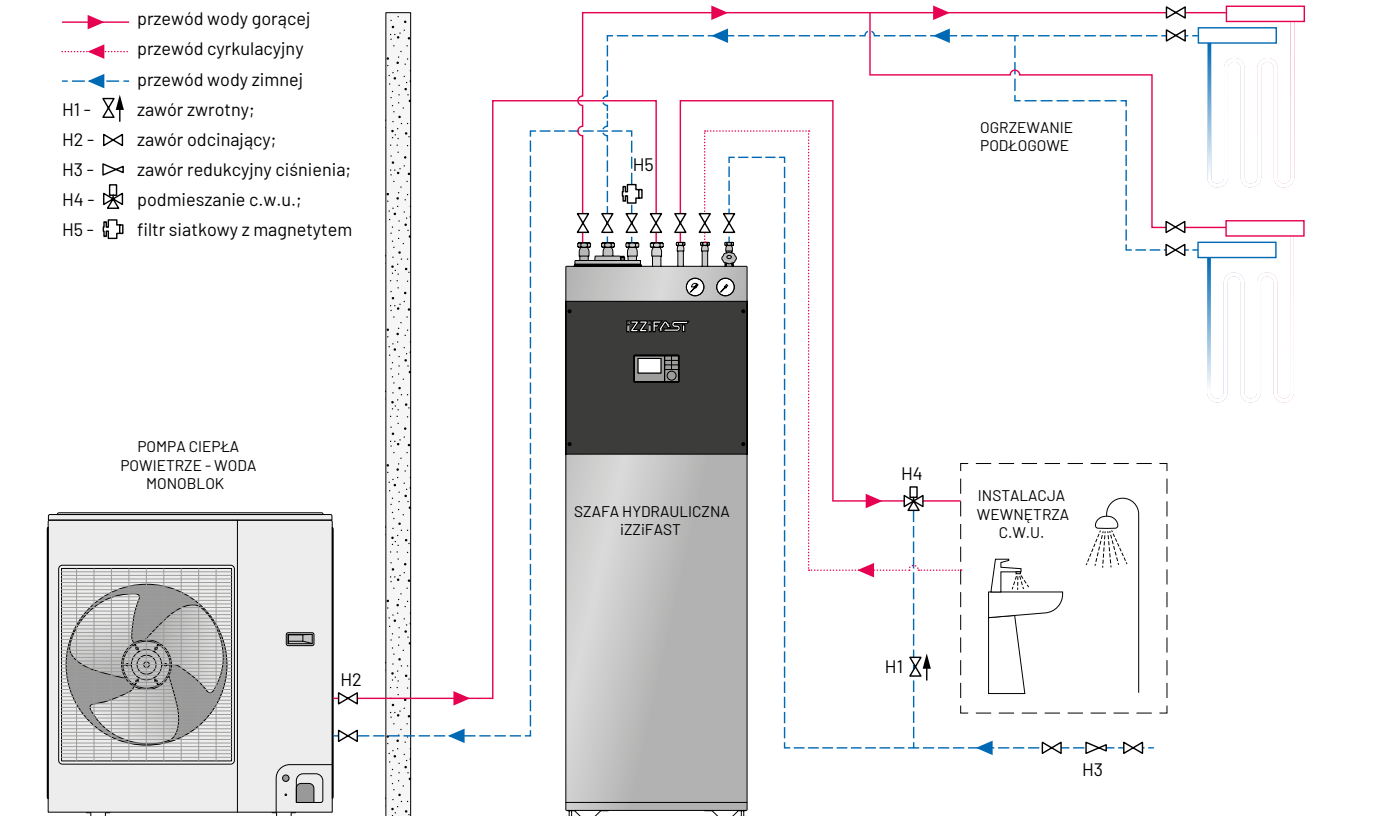 przewód wody gorącej
przewód cyrkulacyjny
przewód wody zimnej
H1 - zawór zwrotny;
H2 - zawór odcinający;
H3 - zawór redukcyjny ciśnienia;
H4 - podmieszanie c.w.u.;
H5 - filtr siatkowy z magnetytem
H5
OGRZEWANIE
PODŁOGOWE
iZZiFAST
POMPA CIEPŁA
POWIETRZE - WODA
MONOBLOK
SZAFA HYDRAULICZNA
iZZiFAST
H4
INSTALACJA
WEWNĘTRZA
C.W.U.
H2
H1
H3